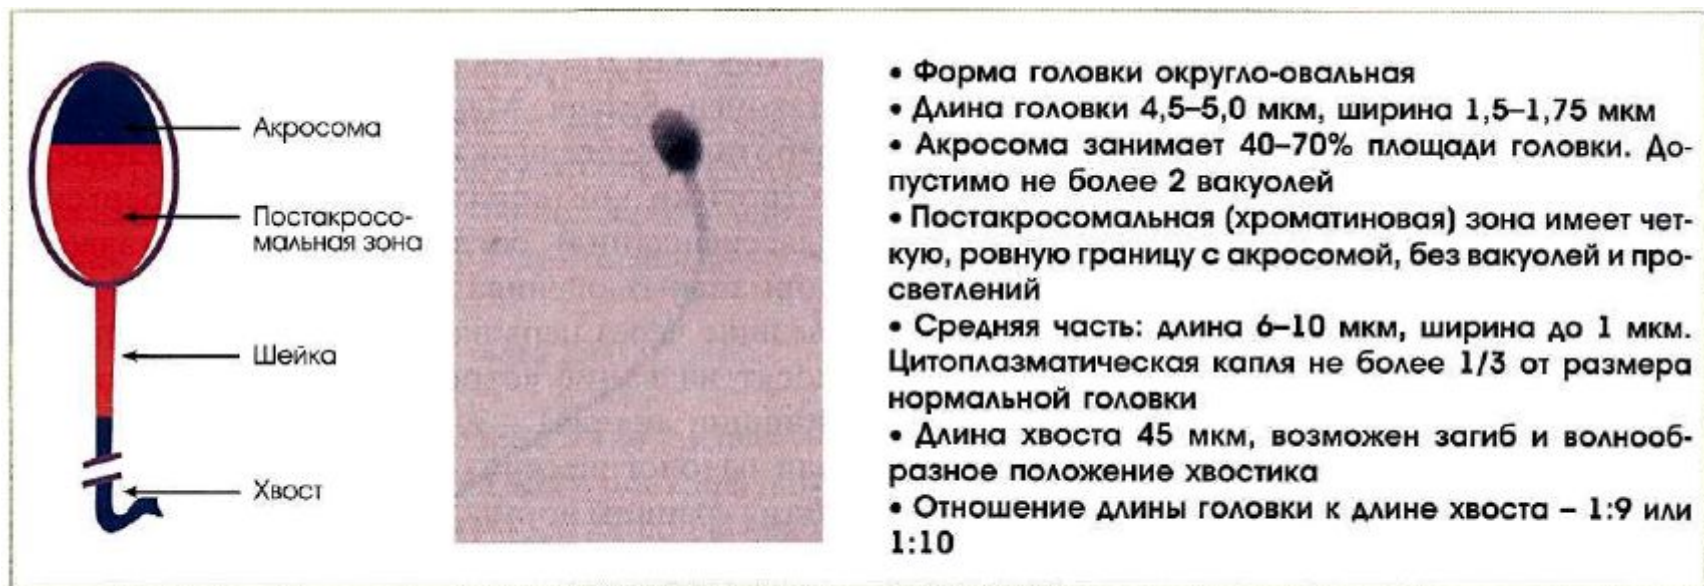 Акросома
Постакросо-
мальная зона
Шейка
Хвост
• Форма головки округло-овальная
• Длина головки 4,5–5,0 мкм, ширина 1,5–1,75 мкм
• Акросома занимает 40–70% площади головки. До-
пустимо не более 2 вакуолей
• Постакросомальная (хроматиновая) зона имеет чет-
кую, ровную границу с акросомой, без вакуолей и про-
светлений
• Средняя часть: длина 6–10 мкм, ширина до 1 мкм.
Цитоплазматическая капля не более 1/3 от размера
нормальной головки
• Длина хвоста 45 мкм, возможен загиб и волнооб-
разное положение хвостика
• Отношение длины головки к длине хвоста – 1:9 или
1:10